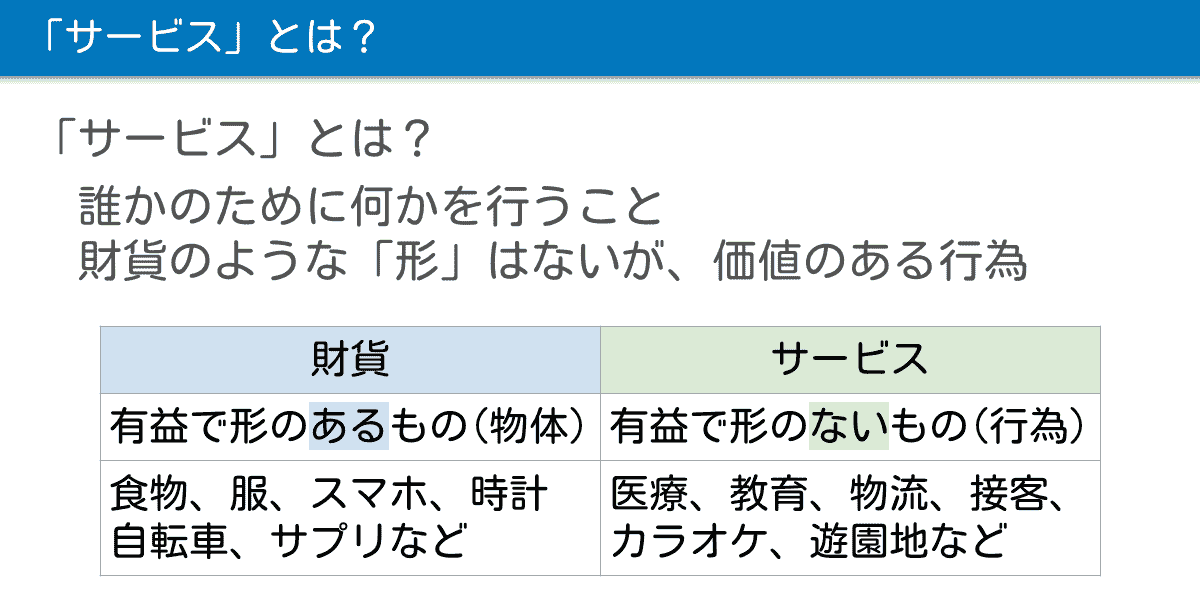 「サービス」とは？
「サービス」とは？
誰かのために何かを行うこと
財貨のような「形」はないが、価値のある行為
財貨
サービス
有益で形のあるもの(物体)
有益で形のないもの(行為)
食物、服、スマホ、時計
自転車、サプリなど
医療、教育、物流、接客、
カラオケ、遊園地など